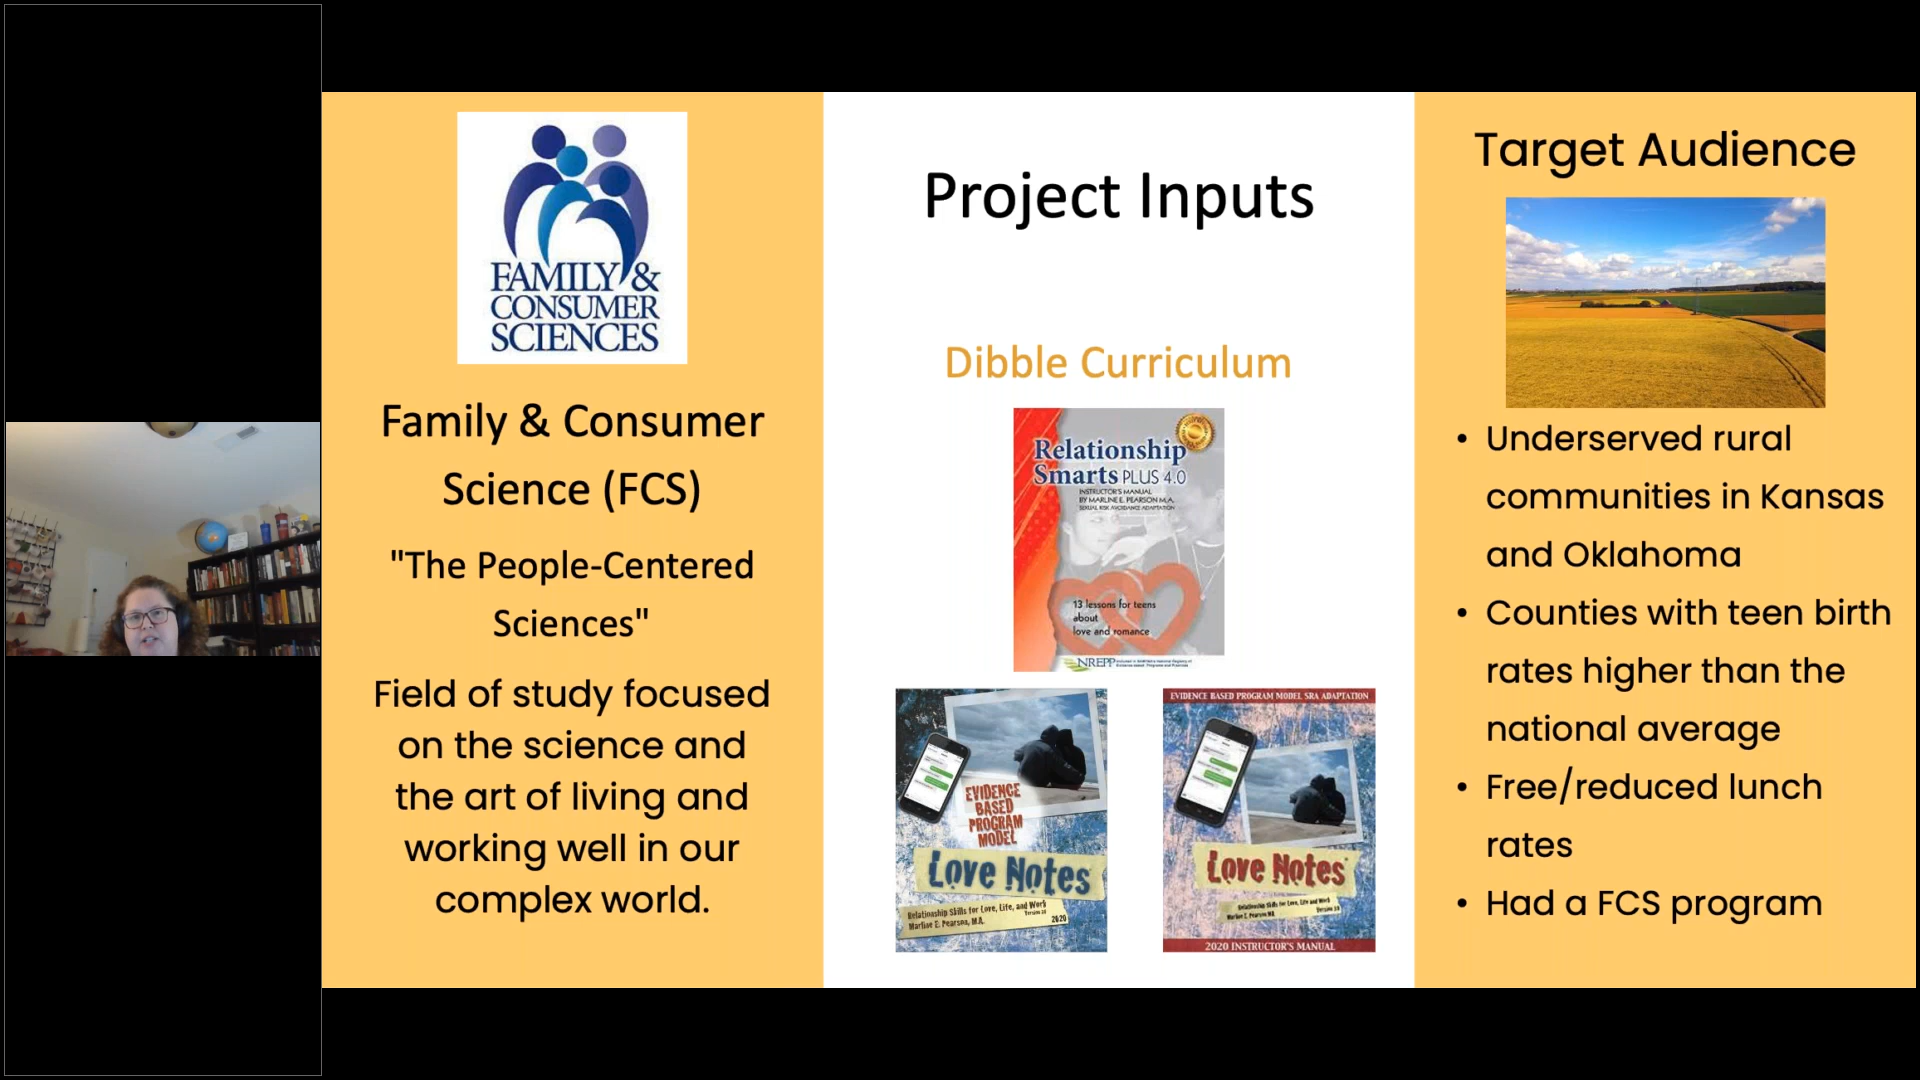 FAMILY &
CONSUMER
SCIENCES
Family & Consumer
Science (FCS)
"The People-Centered
Sciences"
Field of study focused
on the science and
the art of living and
working well in our
complex world.
Project Inputs
Dibble Curriculum
Relationship
Smarts PLUS 4.0
INSTRUCTOR'S MANUAL
BY MARLINE E. PEARSON M.A.
SEXUAL RISK AVOIDANCE ADAPTATION
13 lessons for teens
about
love and romance
NREPP
EVIDENCE
BASED
PROGRAM
MODEL
Love Notes
Relationship Skills for Love, Life, and Work
Marline E. Pearson, M.A.
2020
EVIDENCE BASED PROGRAM MODEL SRA ADAPTATION
Love Notes
Relationship Skills for Love, Life, and Work
Marline E. Pearson MA
2020 INSTRUCTOR'S MANUAL
Target Audience
• Underserved rural
communities in Kansas
and Oklahoma
• Counties with teen birth
rates higher than the
national average
• Free/reduced lunch
rates
• Had a FCS program